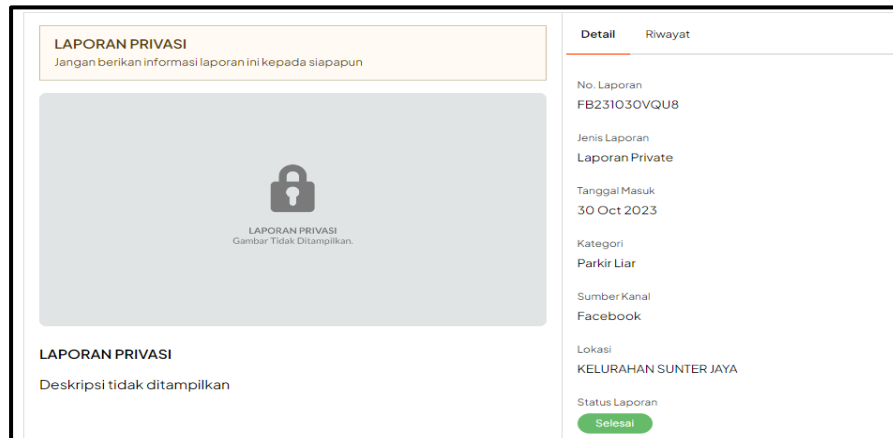 LAPORAN PRIVASI
Jangan berikan informasi laporan ini kepada siapapun
LAPORAN PRIVASI
Gambar Tidak Ditampilkan.
LAPORAN PRIVASI
Deskripsi tidak ditampilkan
Detail Riwayat
No. Laporan
FB231030VQU8
Jenis Laporan
Laporan Private
Tanggal Masuk
30 Oct 2023
Kategori
Parkir Liar
Sumber Kanal
Facebook
Lokasi
KELURAHAN SUNTER JAYA
Status Laporan
Selesai